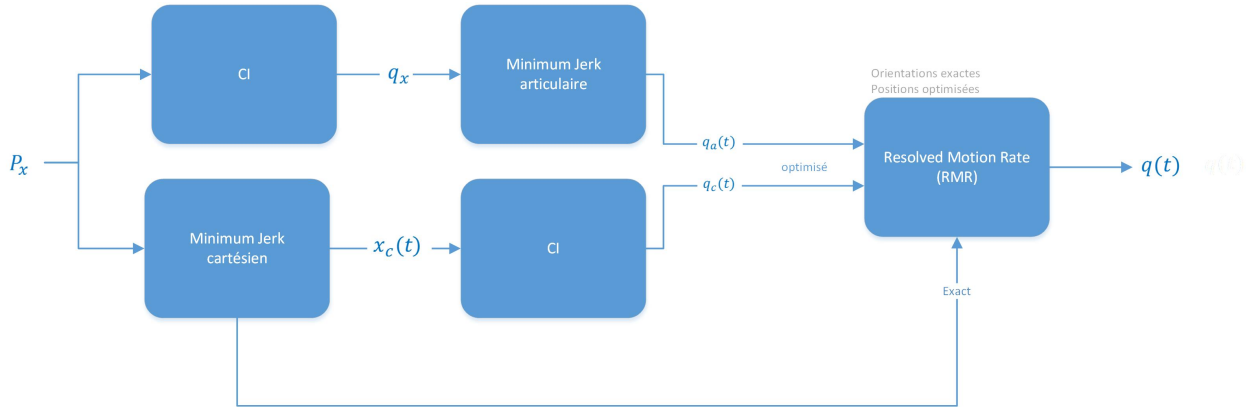 CI
q_x
Minimum Jerk
articulaire
Orientations exactes
Positions optimisées
P_x
q_a(t)
optimisé
q_c(t)
Resolved Motion Rate
(RMR)
q(t)
q(t)
Minimum Jerk
cartésien
x_c(t)
CI
Exact